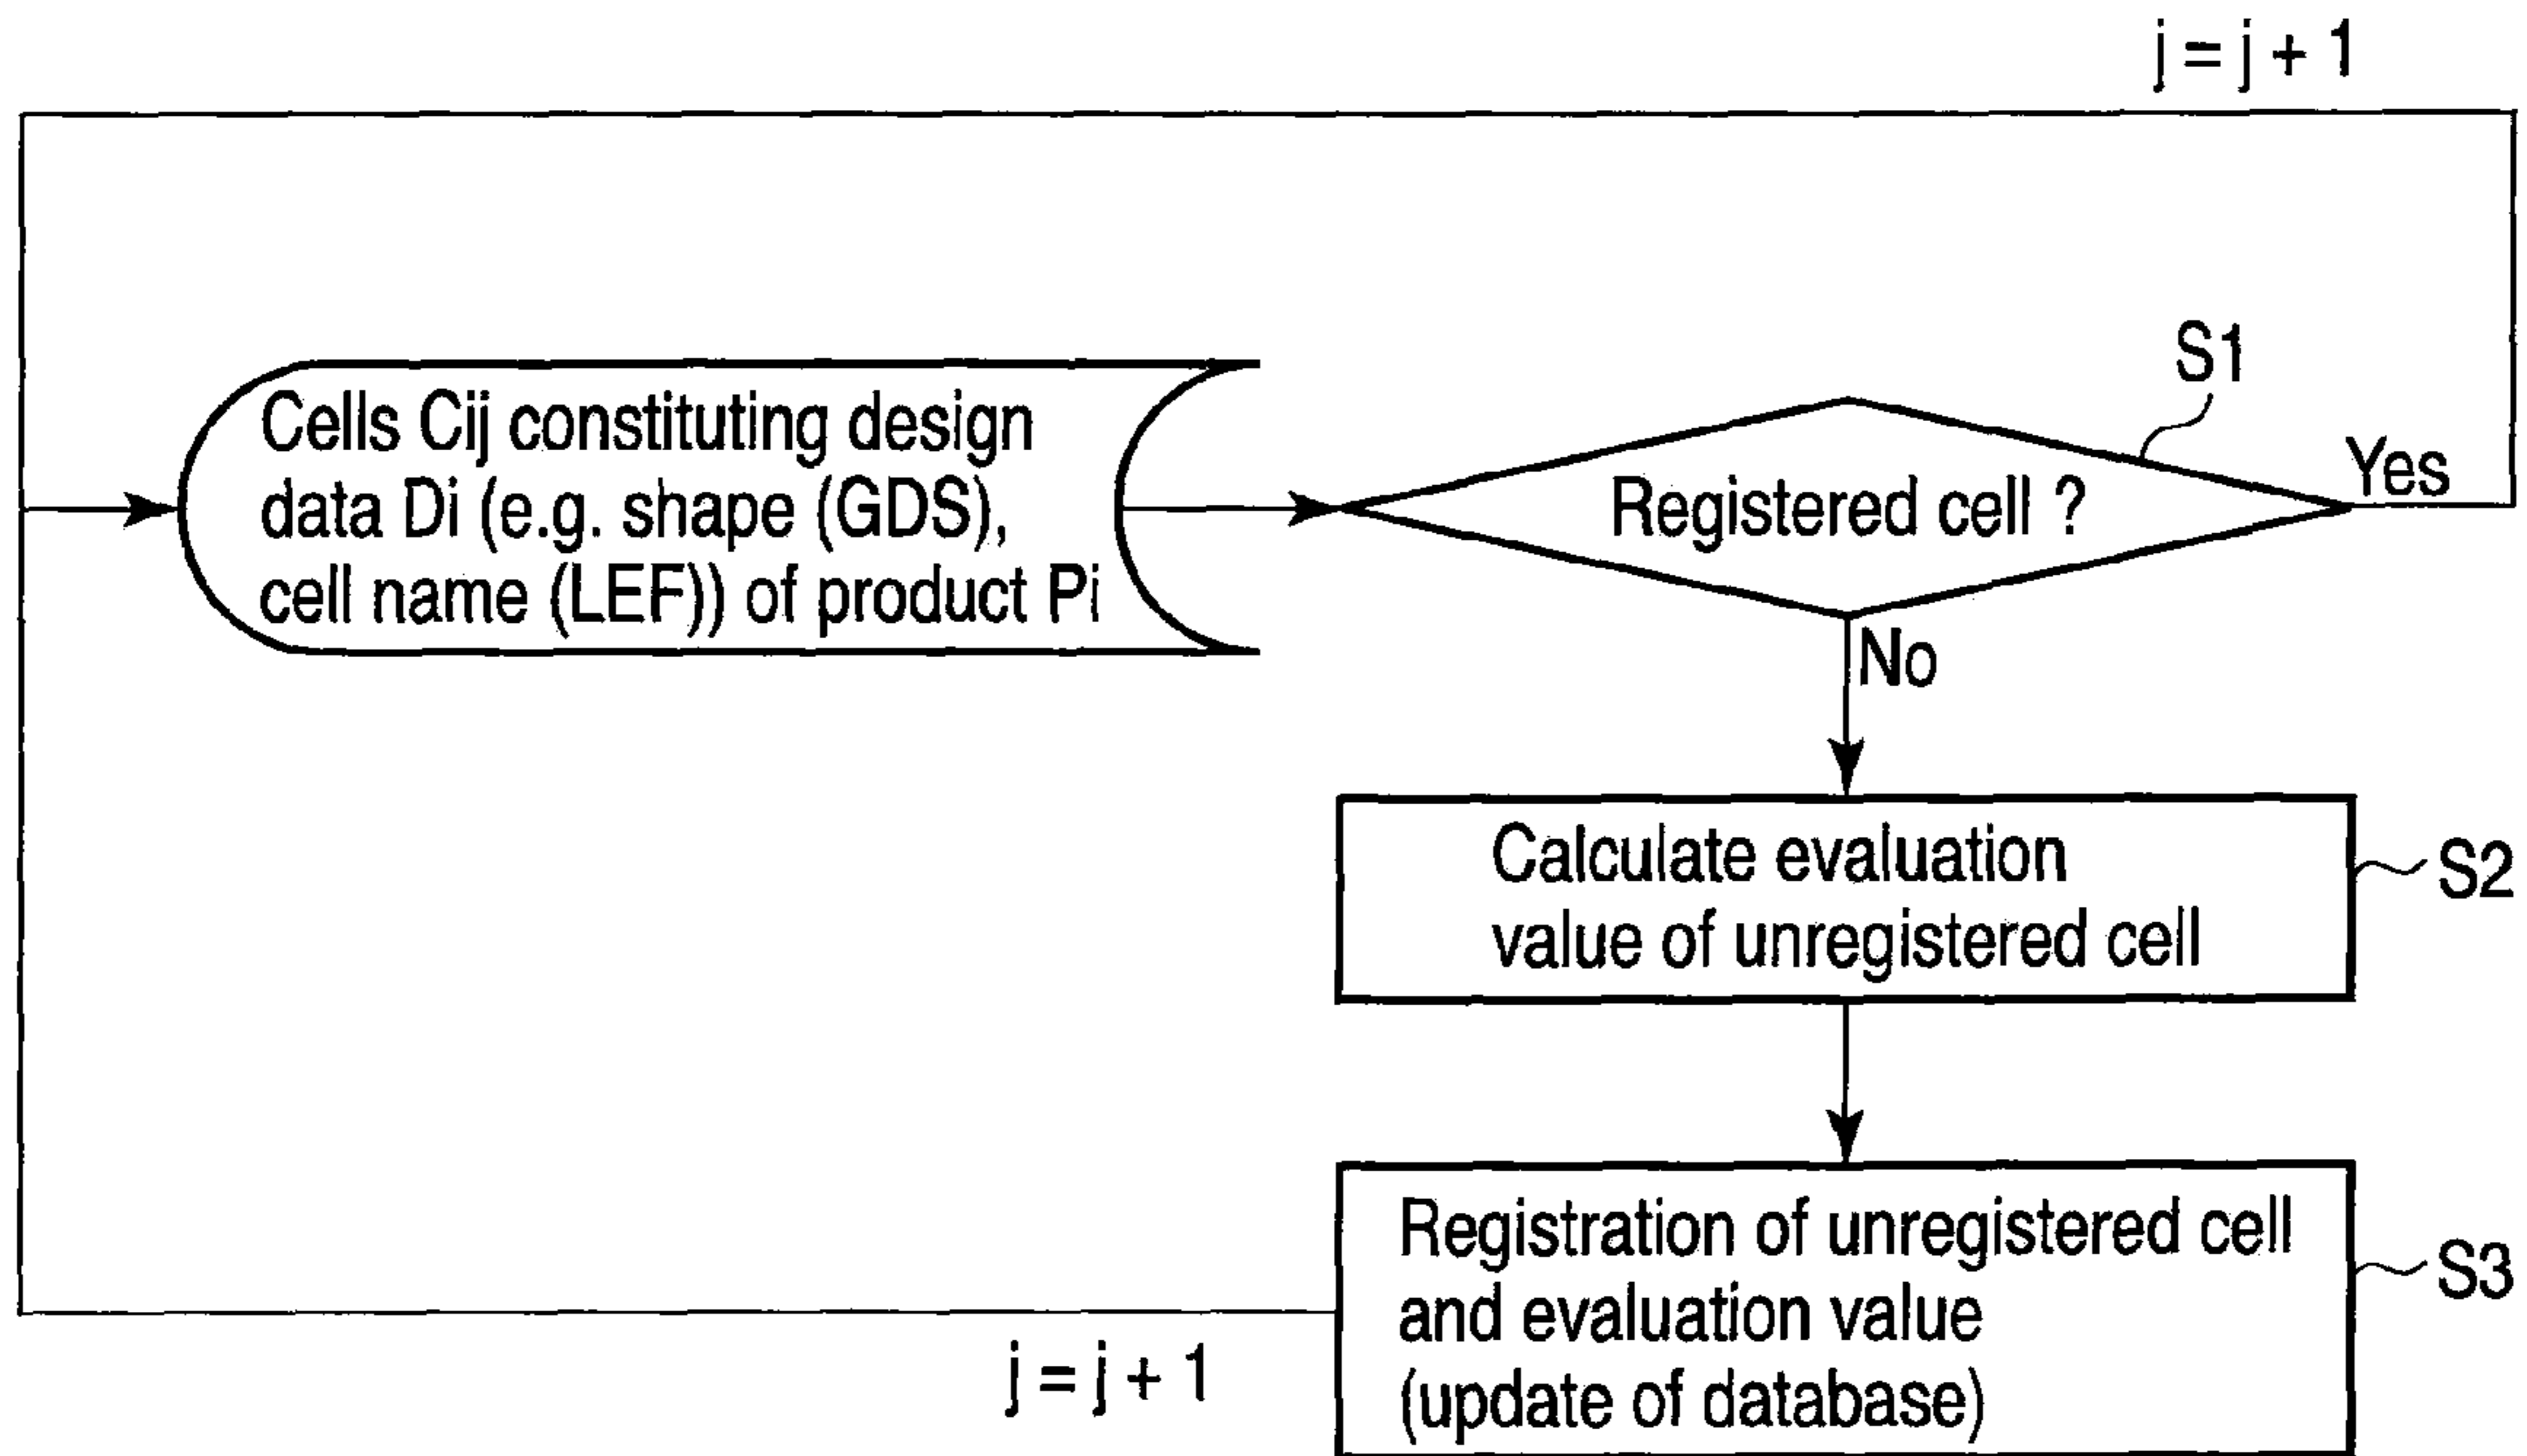 j = j + 1
S1
Cells Cij constituting design
data Di (e.g. shape (GDS),
cell name (LEF)) of product Pi
Registered cell ?
Yes
No
Calculate evaluation
value of unregistered cell
S2
Registration of unregistered cell
and evaluation value
(update of database)
S3
j = j + 1